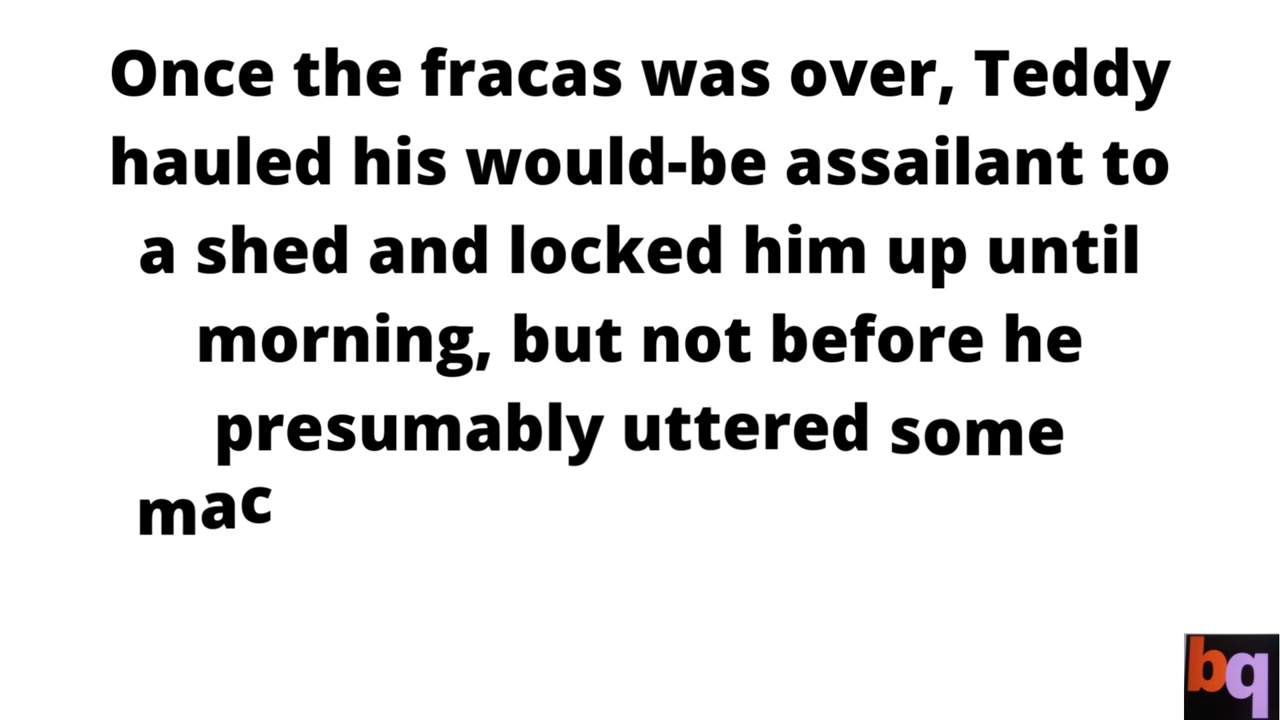 Once the fracas was over, Teddy
hauled his would-be assailant to
a shed and locked him up until
morning, but not before he
presumably uttered some
mac
bq